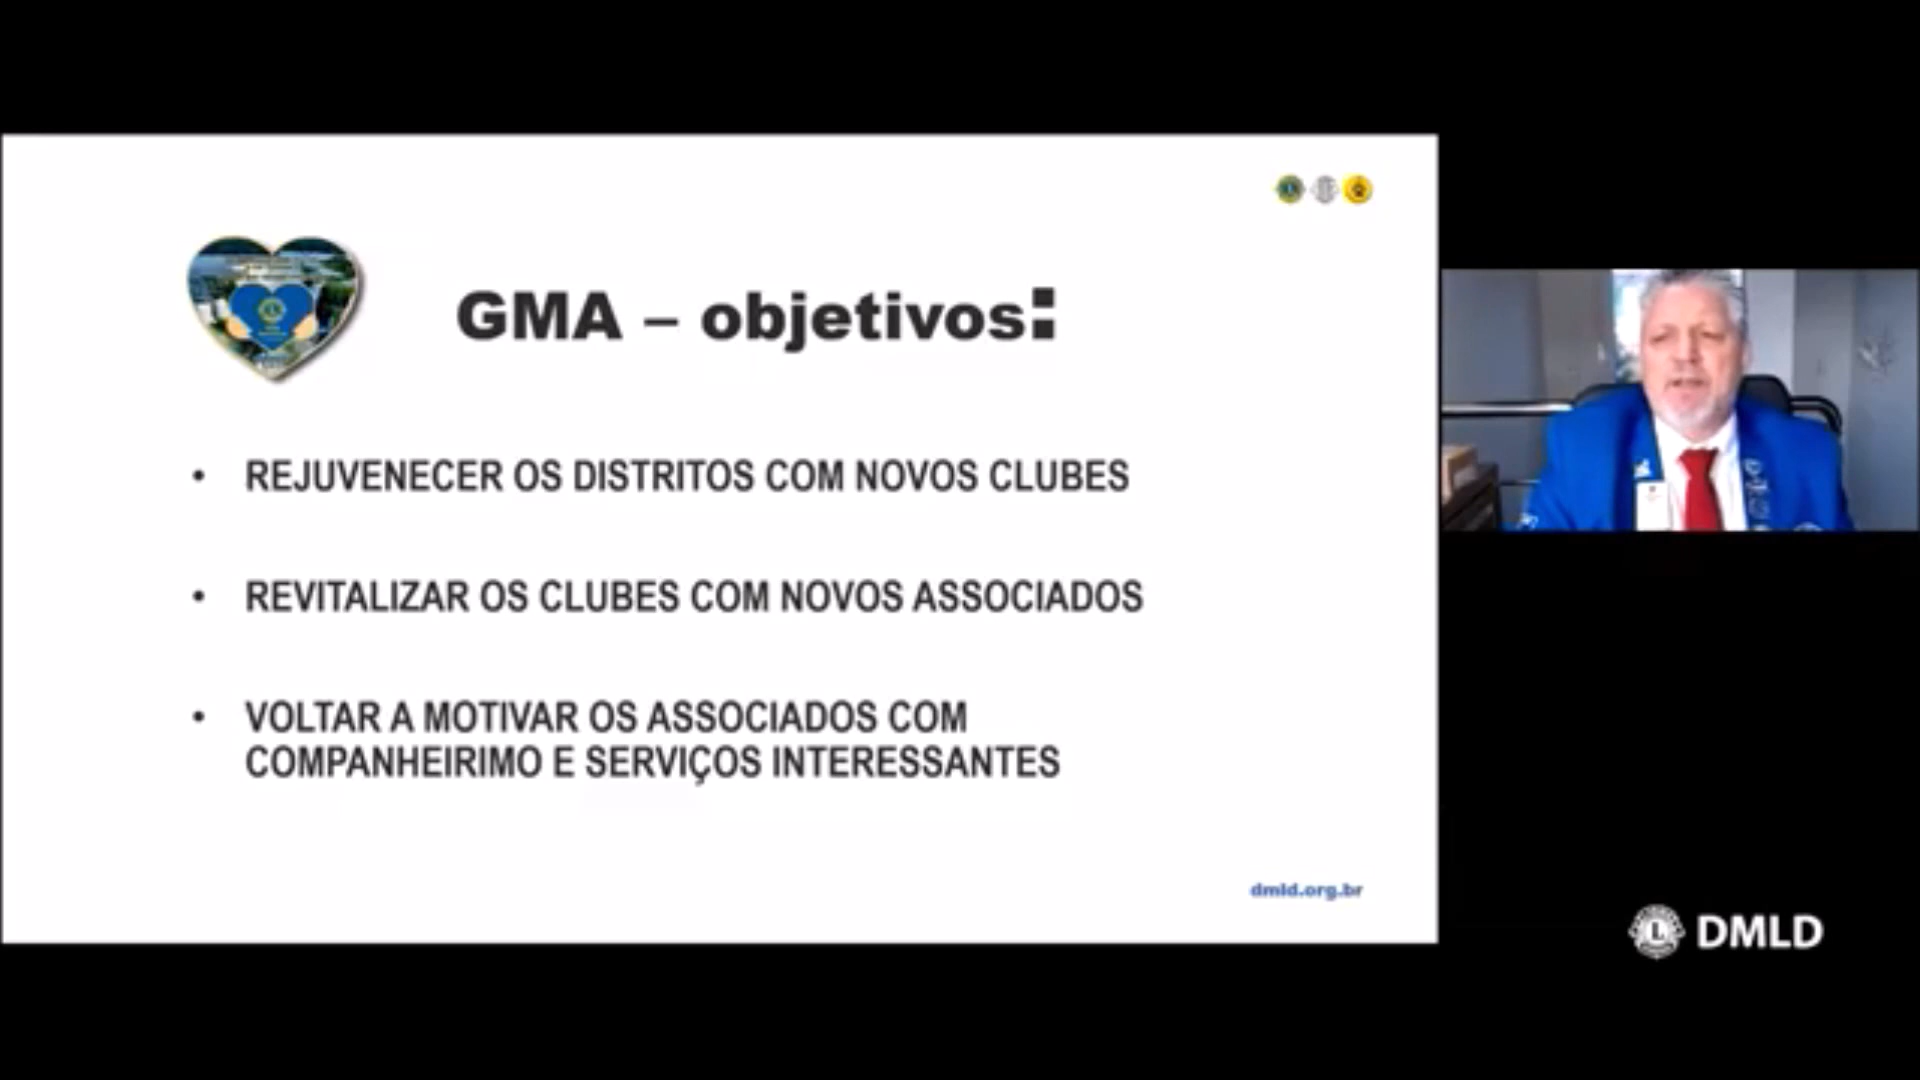 GMA – objetivos:
• REJUVENECER OS DISTRITOS COM NOVOS CLUBES
• REVITALIZAR OS CLUBES COM NOVOS ASSOCIADOS
• VOLTAR A MOTIVAR OS ASSOCIADOS COM
COMPANHEIRIMO E SERVIÇOS INTERESSANTES
dmld.org.br
L DMLD